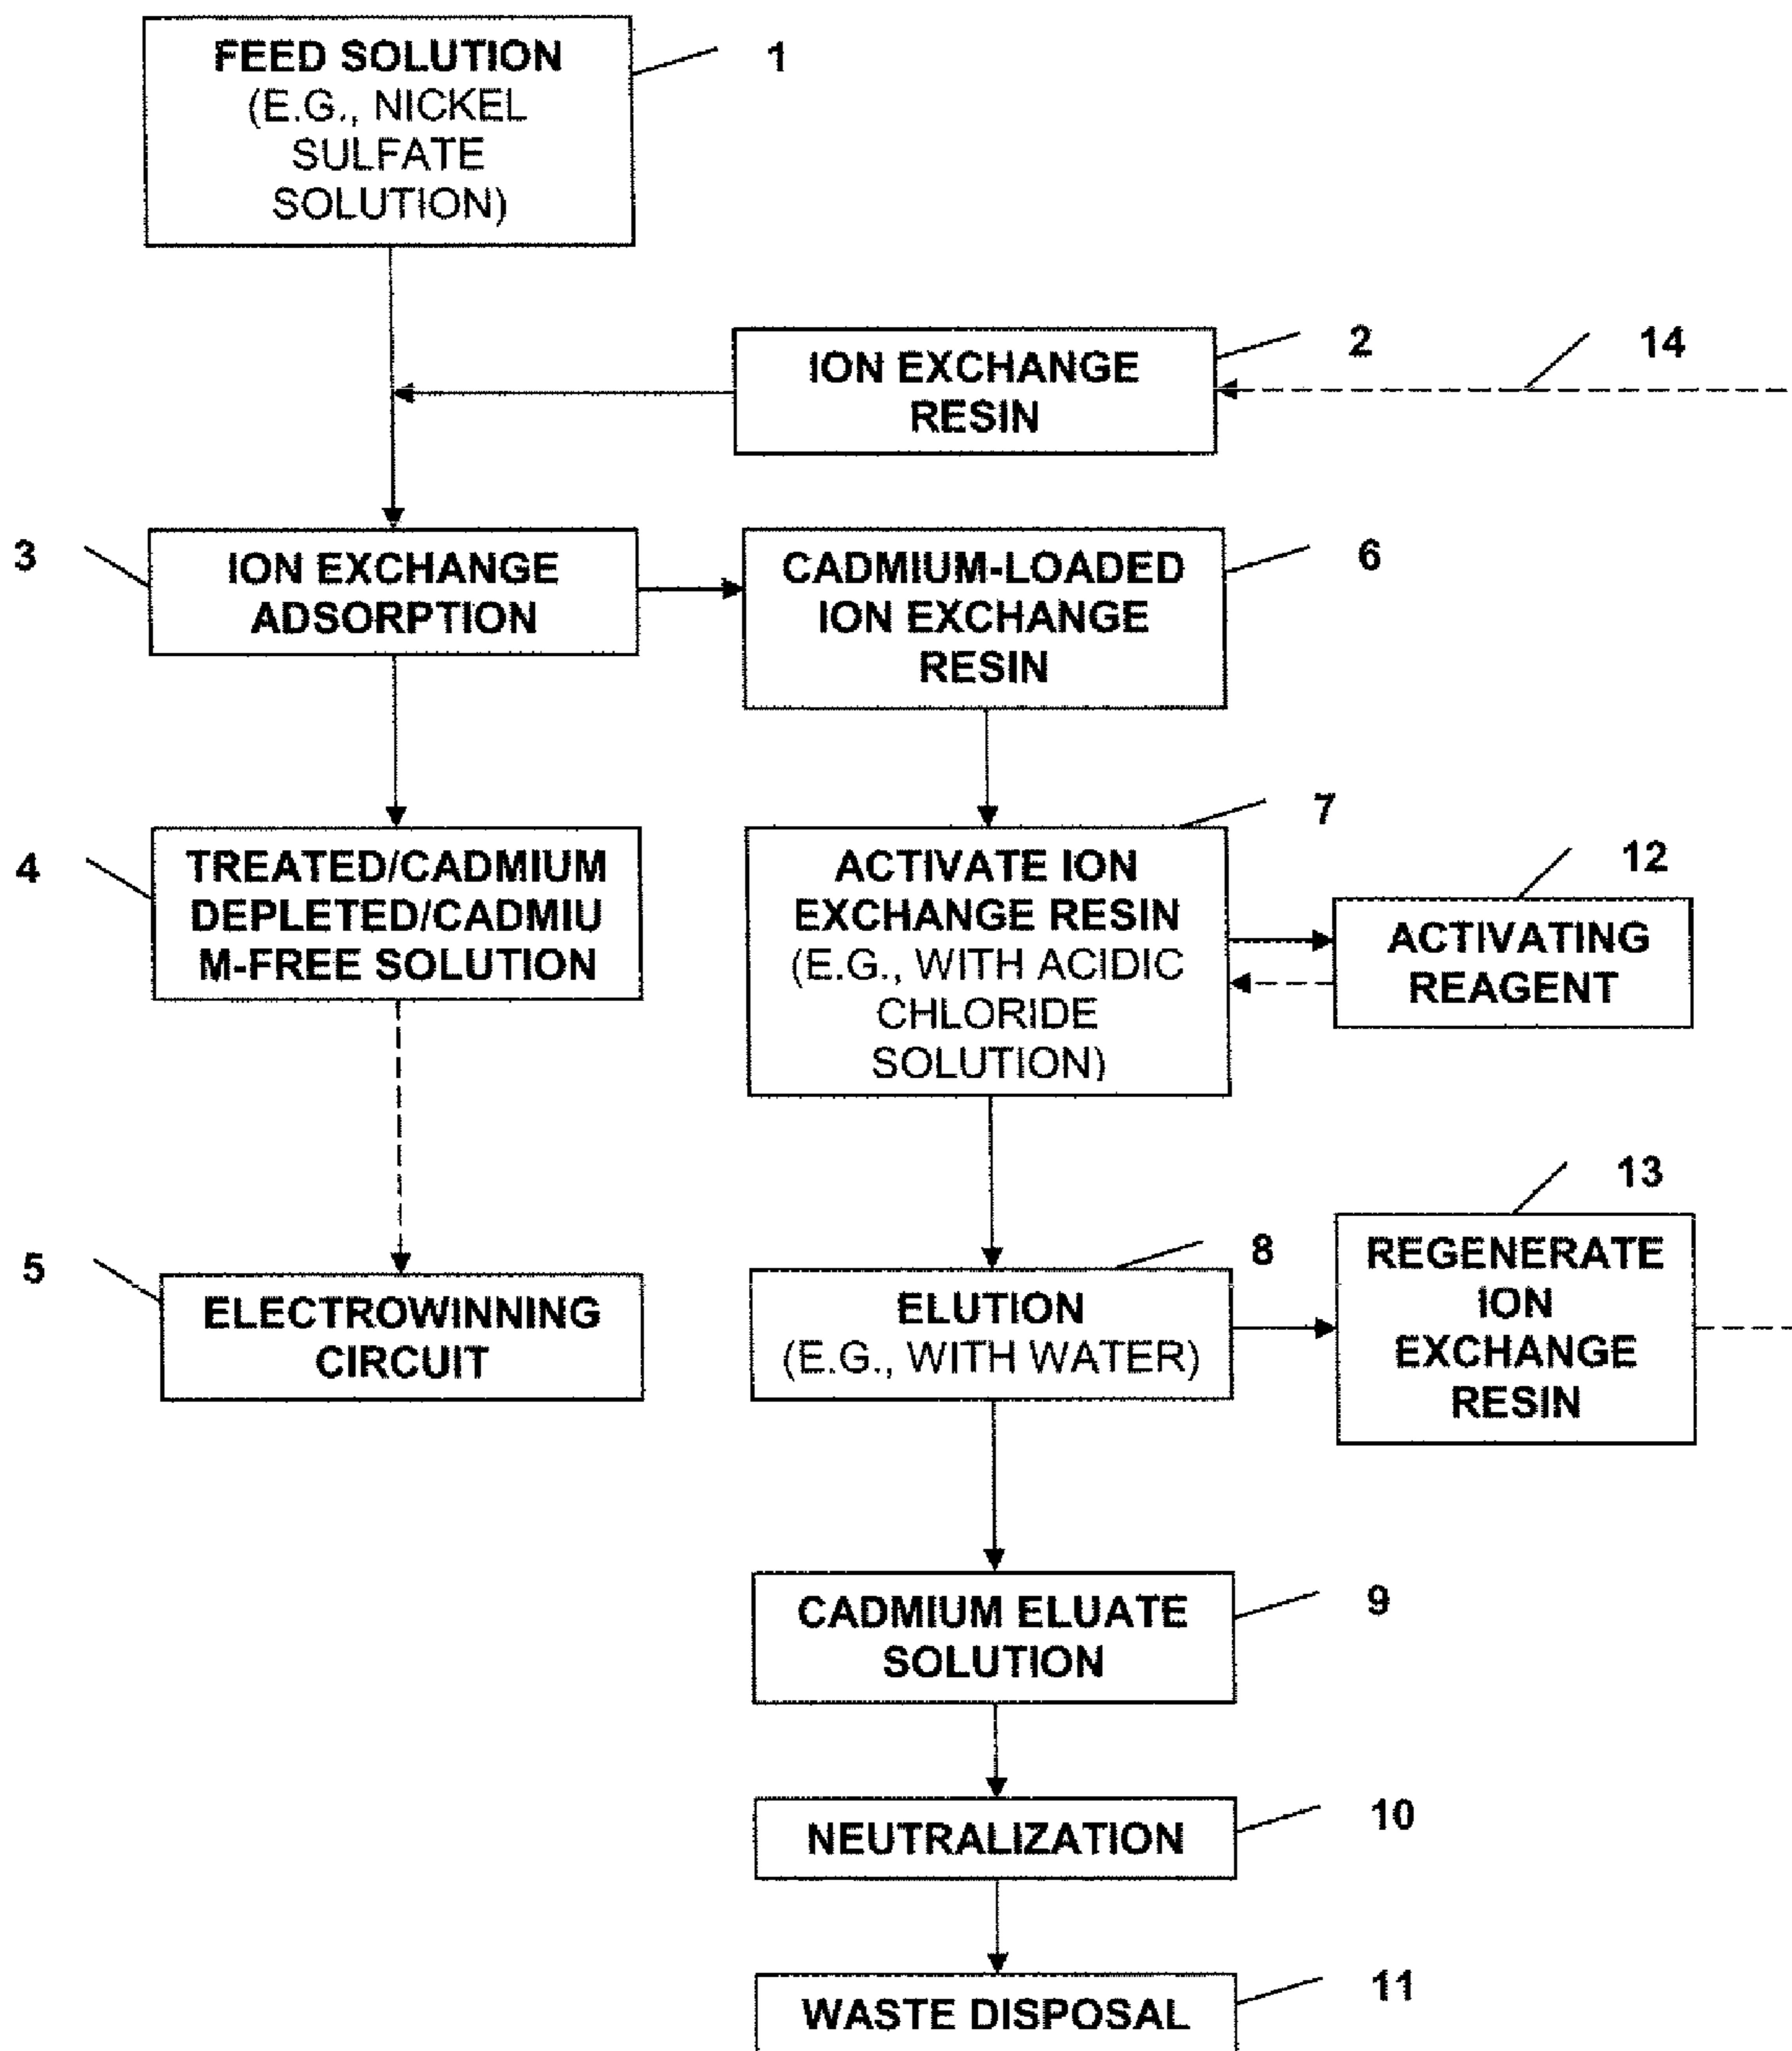 FEED SOLUTION
(E.G., NICKEL
SULFATE
SOLUTION)
1
ION EXCHANGE
RESIN
2
14
3
ION EXCHANGE
ADSORPTION
CADMIUM-LOADED
ION EXCHANGE
RESIN
6
4
TREATED/CADMIUM
DEPLETED/CADMIU
M-FREE SOLUTION
7
ACTIVATE ION
EXCHANGE RESIN
(E.G., WITH ACIDIC
CHLORIDE
SOLUTION)
12
ACTIVATING
REAGENT
5
ELECTROWINNING
CIRCUIT
8
ELUTION
(E.G., WITH WATER)
13
REGENERATE
ION
EXCHANGE
RESIN
CADMIUM ELUATE
SOLUTION
9
NEUTRALIZATION
10
WASTE DISPOSAL
11